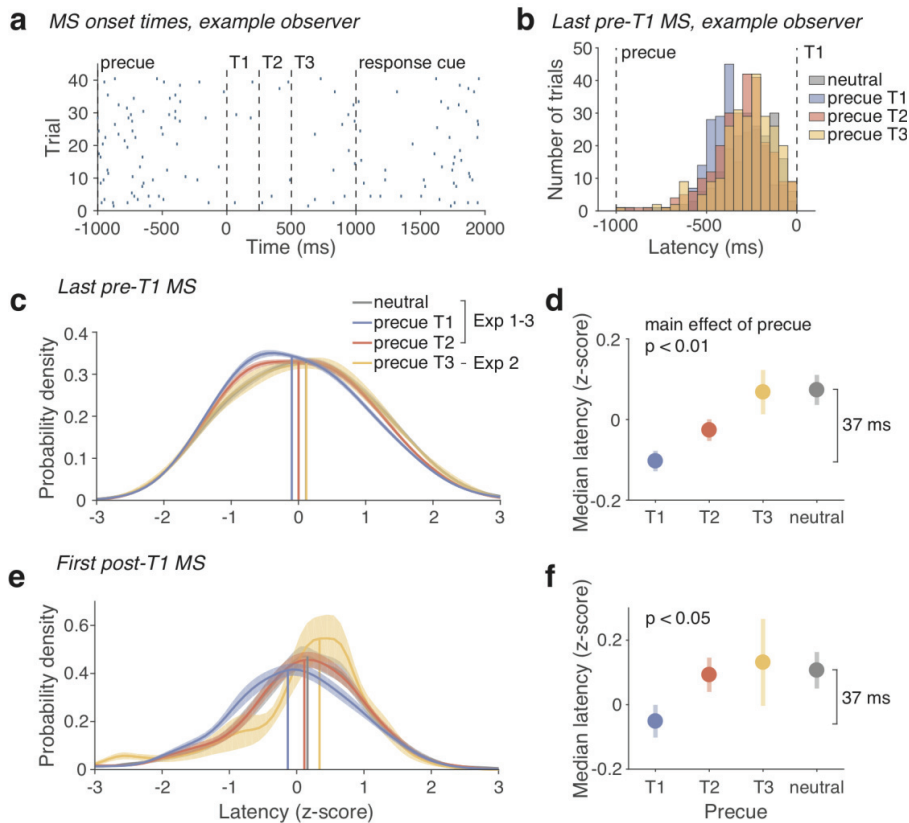 a MS onset times, example observer
precue T1 T2 T3 response cue
Trial
40
30
20
10
0
-1000 -500 0 500 1000 1500 2000
Time (ms)
b Last pre-T1 MS, example observer
precue T1
Number of trials
50
40
30
20
10
0
neutral
precue T1
precue T2
precue T3
-1000 -500 0
Latency (ms)
c Last pre-T1 MS
neutral
precue T1
precue T2
Exp 1-3
precue T3 - Exp 2
Probability density
0.4
0.3
0.2
0.1
0
-3 -2 -1 0 1 2 3
d
main effect of precue
p < 0.01
Median latency (z-score)
0.2
0
-0.2
37 ms
T1 T2 T3 neutral
e First post-T1 MS
Probability density
0.6
0.4
0.2
0
-3 -2 -1 0 1 2 3
Latency (z-score)
f
p < 0.05
Median latency (z-score)
0.2
0
-0.2
37 ms
T1 T2 T3 neutral
Precue